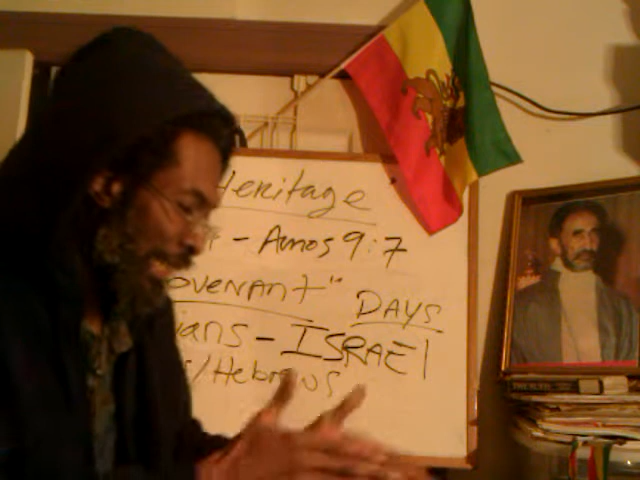 Heritage
- Amos 9:7
OVENANT" DAYS
ians - ISRAEl
s/Hebrews